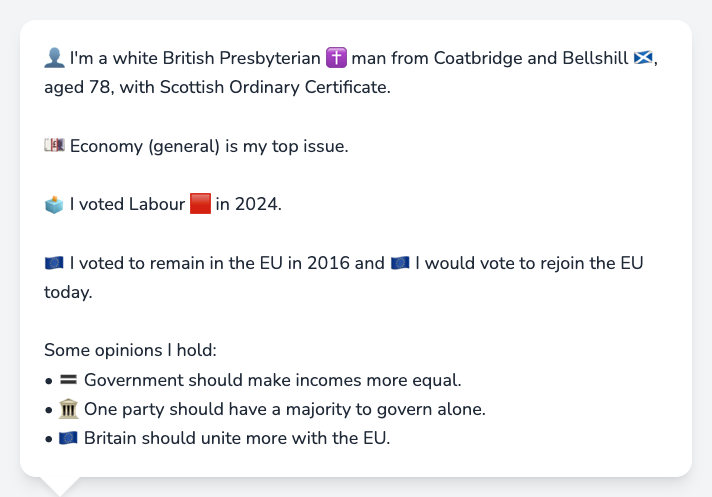 👤 I'm a white British Presbyterian ✝️ man from Coatbridge and Bellshill 🏴󠁧󠁢󠁳󠁣󠁴󠁿,
aged 78, with Scottish Ordinary Certificate.
💷 Economy (general) is my top issue.
🗳️ I voted Labour 🟥 in 2024.
🇪🇺 I voted to remain in the EU in 2016 and 🇪🇺 I would vote to rejoin the EU
today.
Some opinions I hold:
• 🟰 Government should make incomes more equal.
• 🏛️ One party should have a majority to govern alone.
• 🇪🇺 Britain should unite more with the EU.